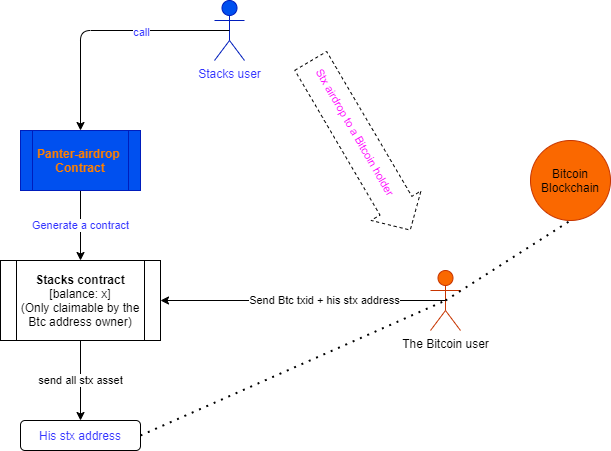 call
Stacks user
Stx airdrop to a Bitcoin holder
Panter-airdrop
Contract
Bitcoin
Blockchain
Generate a contract
Stacks contract
[balance: x]
(Only claimable by the
Btc address owner)
Send Btc txid + his stx address
The Bitcoin user
send all stx asset
His stx address